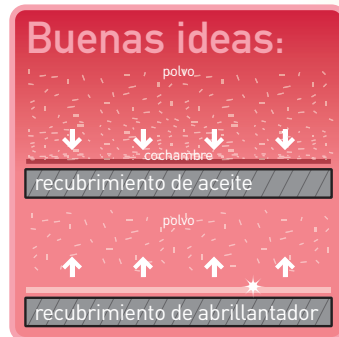 Buenas ideas:
polvo
cochambre
recubrimiento de aceite
polvo
recubrimiento de abrillantador